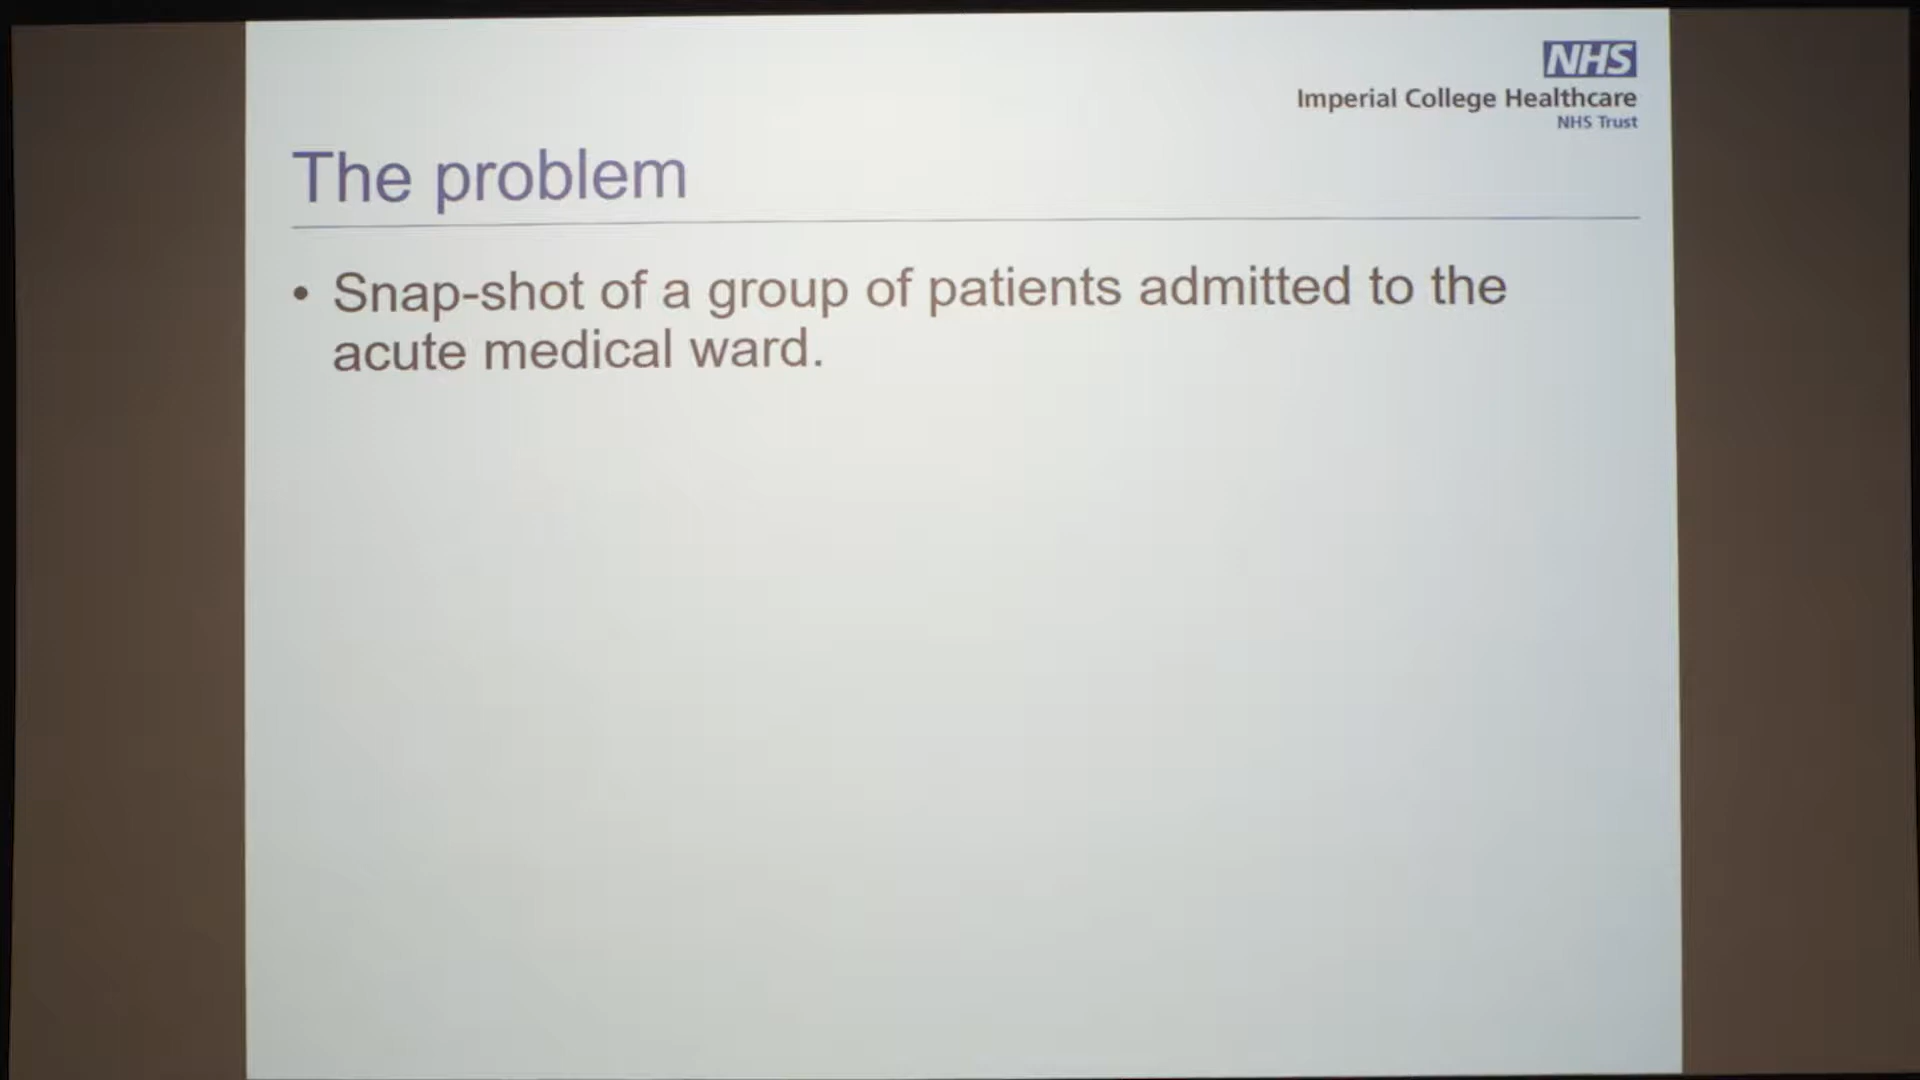 NHS
Imperial College Healthcare
NHS Trust
The problem
• Snap-shot of a group of patients admitted to the
acute medical ward.